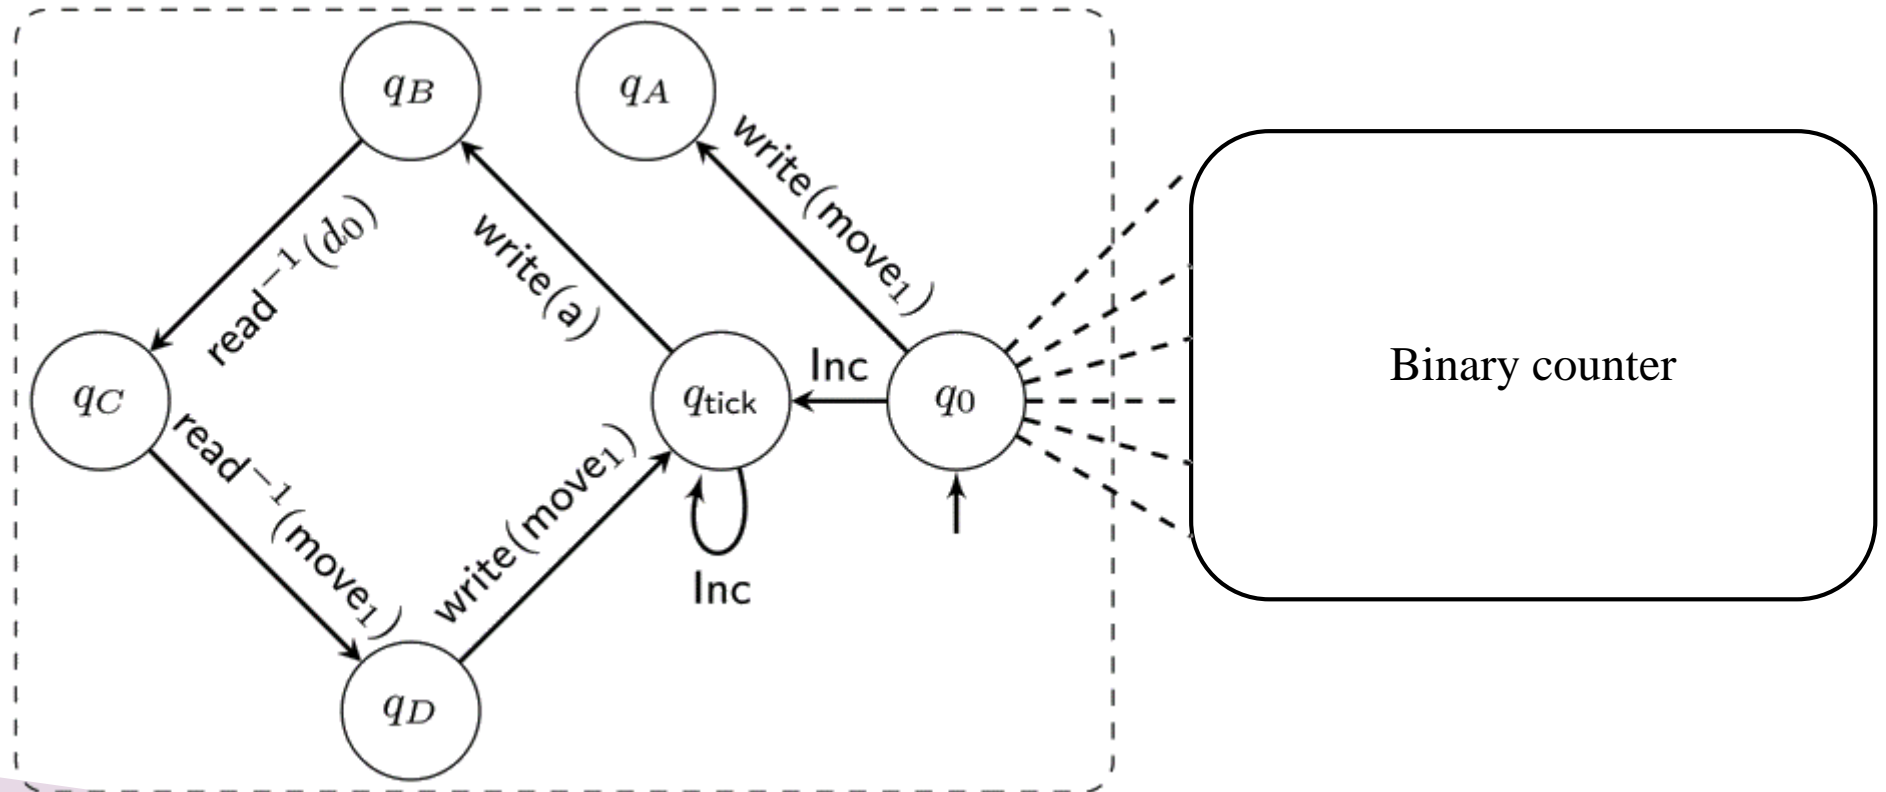 q_B
q_A
write(move_1)
read^{-1}(d_0)
write(a)
Inc
q_C
q_tick
q_0
Binary counter
read^{-1}(move_1)
write(move_1)
Inc
q_D